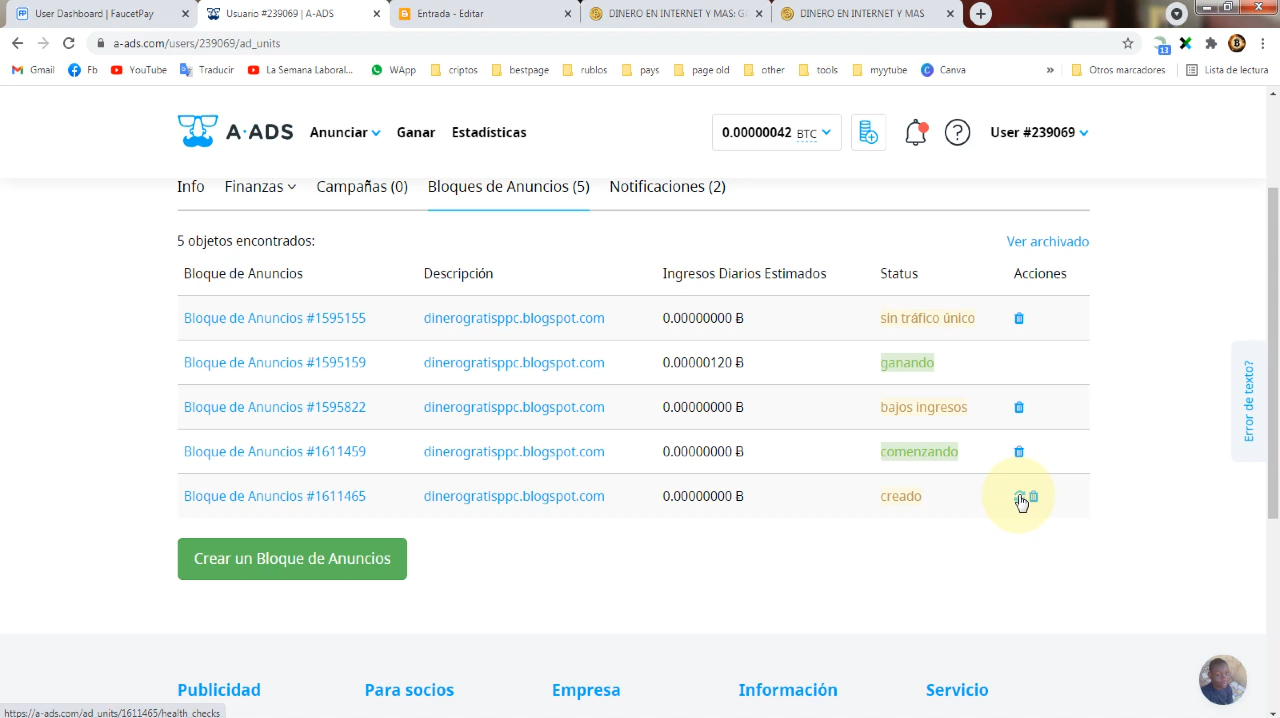 User Dashboard | FaucetPay
Usuario #239069 | A-ADS
Entrada - Editar
DINERO EN INTERNET Y MAS: G
DINERO EN INTERNET Y MAS
a-ads.com/users/239069/ad_units
13
Gmail
Fb
YouTube
Traducir
La Semana Laboral...
WApp
criptos
bestpage
rublos
pays
page old
other
tools
myytube
Canva
»
Otros marcadores
Lista de lectura
A-ADS
Anunciar
Ganar
Estadísticas
0.00000042 BTC
User #239069
Info
Finanzas
Campañas (0)
Bloques de Anuncios (5)
Notificaciones (2)
5 objetos encontrados:
Ver archivado
Bloque de Anuncios
Descripción
Ingresos Diarios Estimados
Status
Acciones
Bloque de Anuncios #1595155
dinerogratisppc.blogspot.com
0.00000000 Ƀ
sin tráfico único
Bloque de Anuncios #1595159
dinerogratisppc.blogspot.com
0.00000120 Ƀ
ganando
Bloque de Anuncios #1595822
dinerogratisppc.blogspot.com
0.00000000 Ƀ
bajos ingresos
Bloque de Anuncios #1611459
dinerogratisppc.blogspot.com
0.00000000 Ƀ
comenzando
Bloque de Anuncios #1611465
dinerogratisppc.blogspot.com
0.00000000 Ƀ
creado
Error de texto?
Crear un Bloque de Anuncios
Publicidad
Para socios
Empresa
Información
Servicio
https://a-ads.com/ad_units/1611465/health_checks